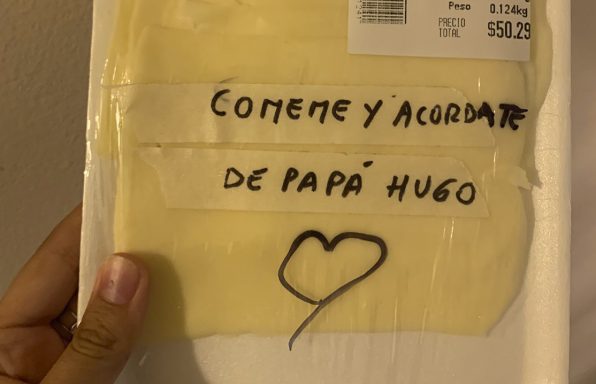 Peso 0.124kg
PRECIO
TOTAL $50.29
COMEME Y ACORDATE
DE PAPÁ HUGO